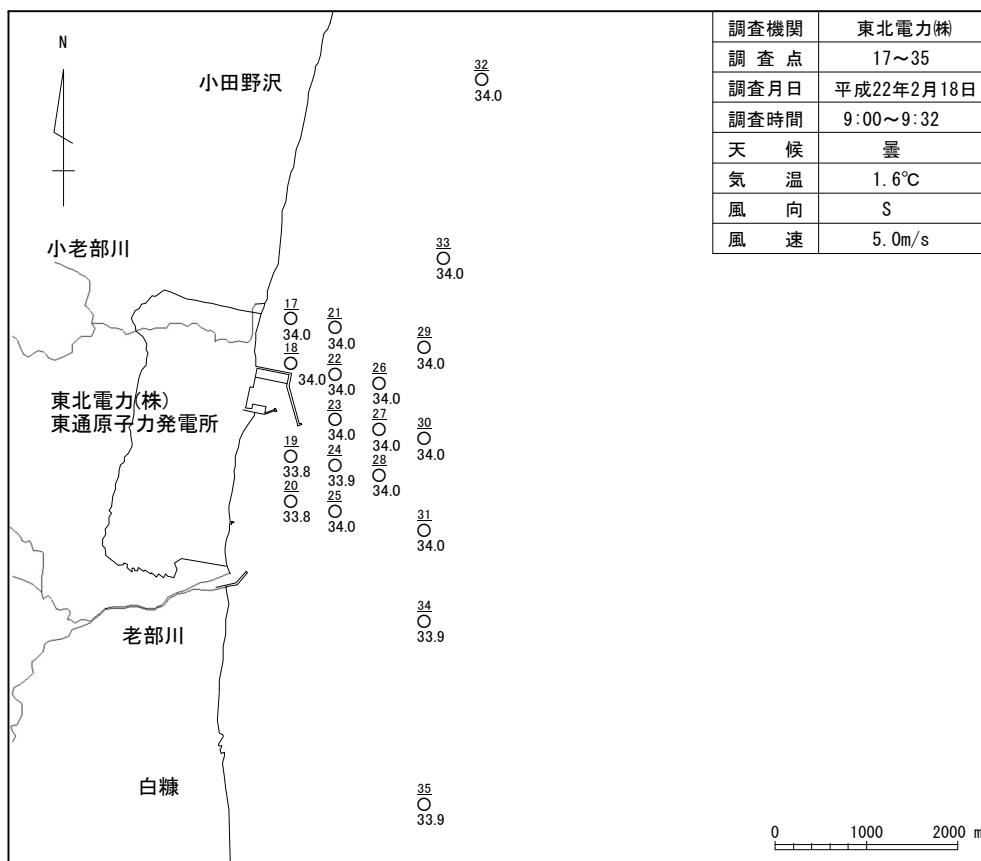 調査機関 東北電力㈱
調査点 17～35
調査月日 平成22年2月18日
調査時間 9:00～9:32
天候 曇
気温 1.6℃
風向 S
風速 5.0m/s
N
小田野沢
32
34.0
小老部川
33
34.0
17
34.0
21
34.0
29
34.0
18
34.0
22
34.0
26
34.0
東北電力(株)
東通原子力発電所
23
34.0
27
34.0
30
34.0
19
33.8
24
33.9
28
34.0
20
33.8
25
34.0
31
34.0
34
33.9
老部川
白糠
35
33.9
0 1000 2000 m